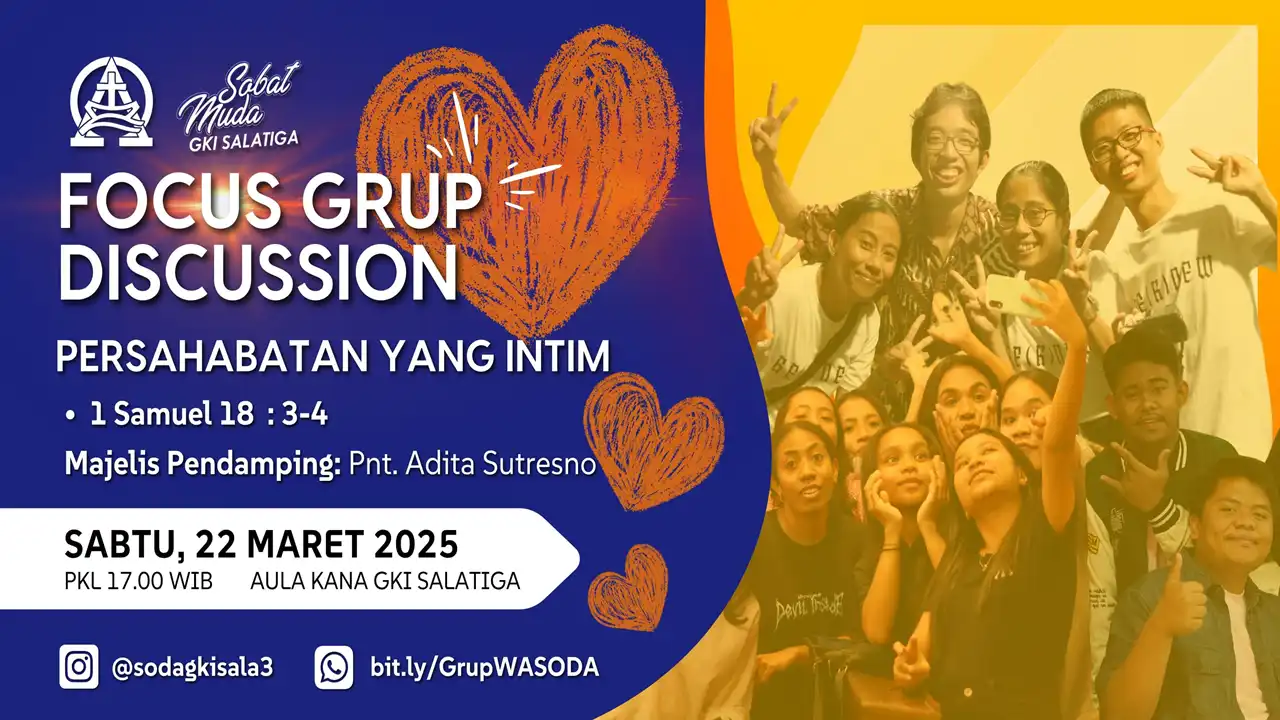 Sobat
Muda
GKI SALATIGA
FOCUS GRUP
DISCUSSION
PERSAHABATAN YANG INTIM
• 1 Samuel 18 : 3-4
Majelis Pendamping: Pnt. Adita Sutresno
SABTU, 22 MARET 2025
PKL 17.00 WIB AULA KANA GKI SALATIGA
@sodagkisala3
bit.ly/GrupWASODA